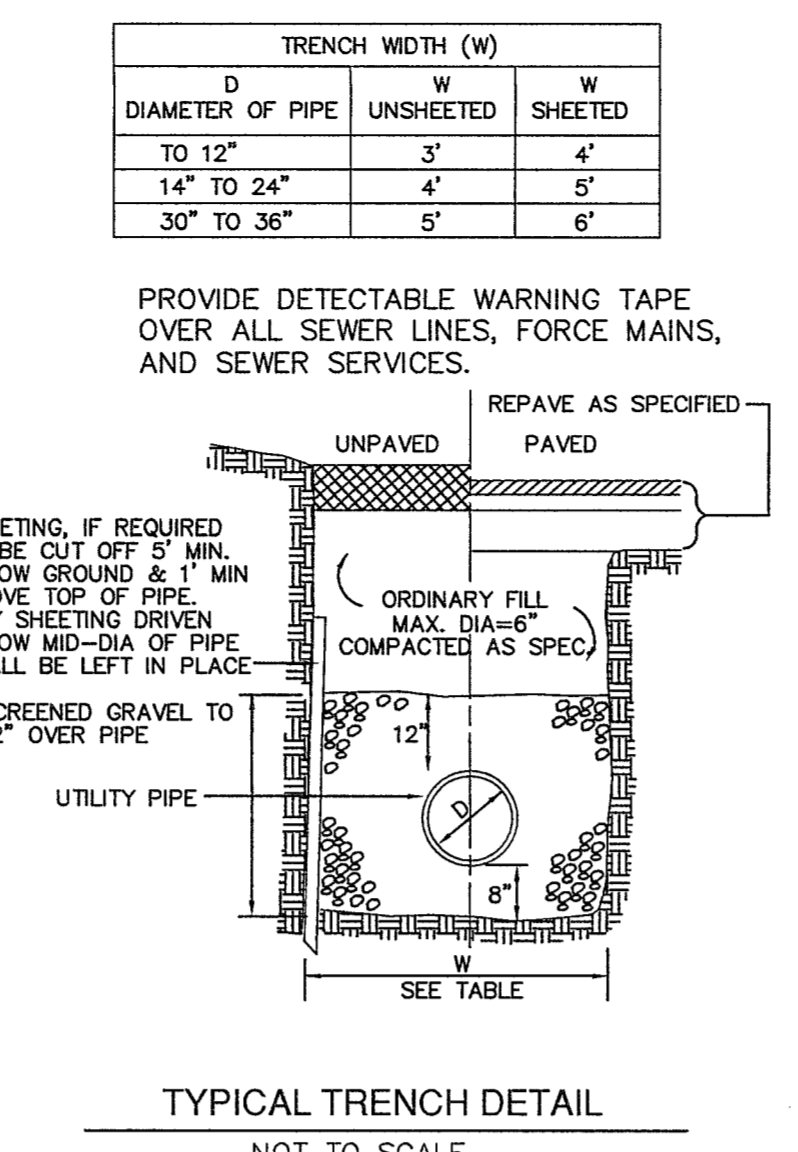 TRENCH WIDTH (W)
D W W
DIAMETER OF PIPE UNSHEETED SHEETED
TO 12" 3' 4'
14" TO 24" 4' 5'
30" TO 36" 5' 6'
PROVIDE DETECTABLE WARNING TAPE
OVER ALL SEWER LINES, FORCE MAINS,
AND SEWER SERVICES.
REPAVE AS SPECIFIED
UNPAVED PAVED
ETING, IF REQUIRED
BE CUT OFF 5' MIN.
OW GROUND & 1' MIN
OVE TOP OF PIPE.
Y SHEETING DRIVEN
OW MID-DIA OF PIPE
ALL BE LEFT IN PLACE
ORDINARY FILL
MAX. DIA=6"
COMPACTED AS SPEC.
CREENED GRAVEL TO
2" OVER PIPE
12"
UTILITY PIPE
D
8"
W
SEE TABLE
TYPICAL TRENCH DETAIL
NOT TO SCALE